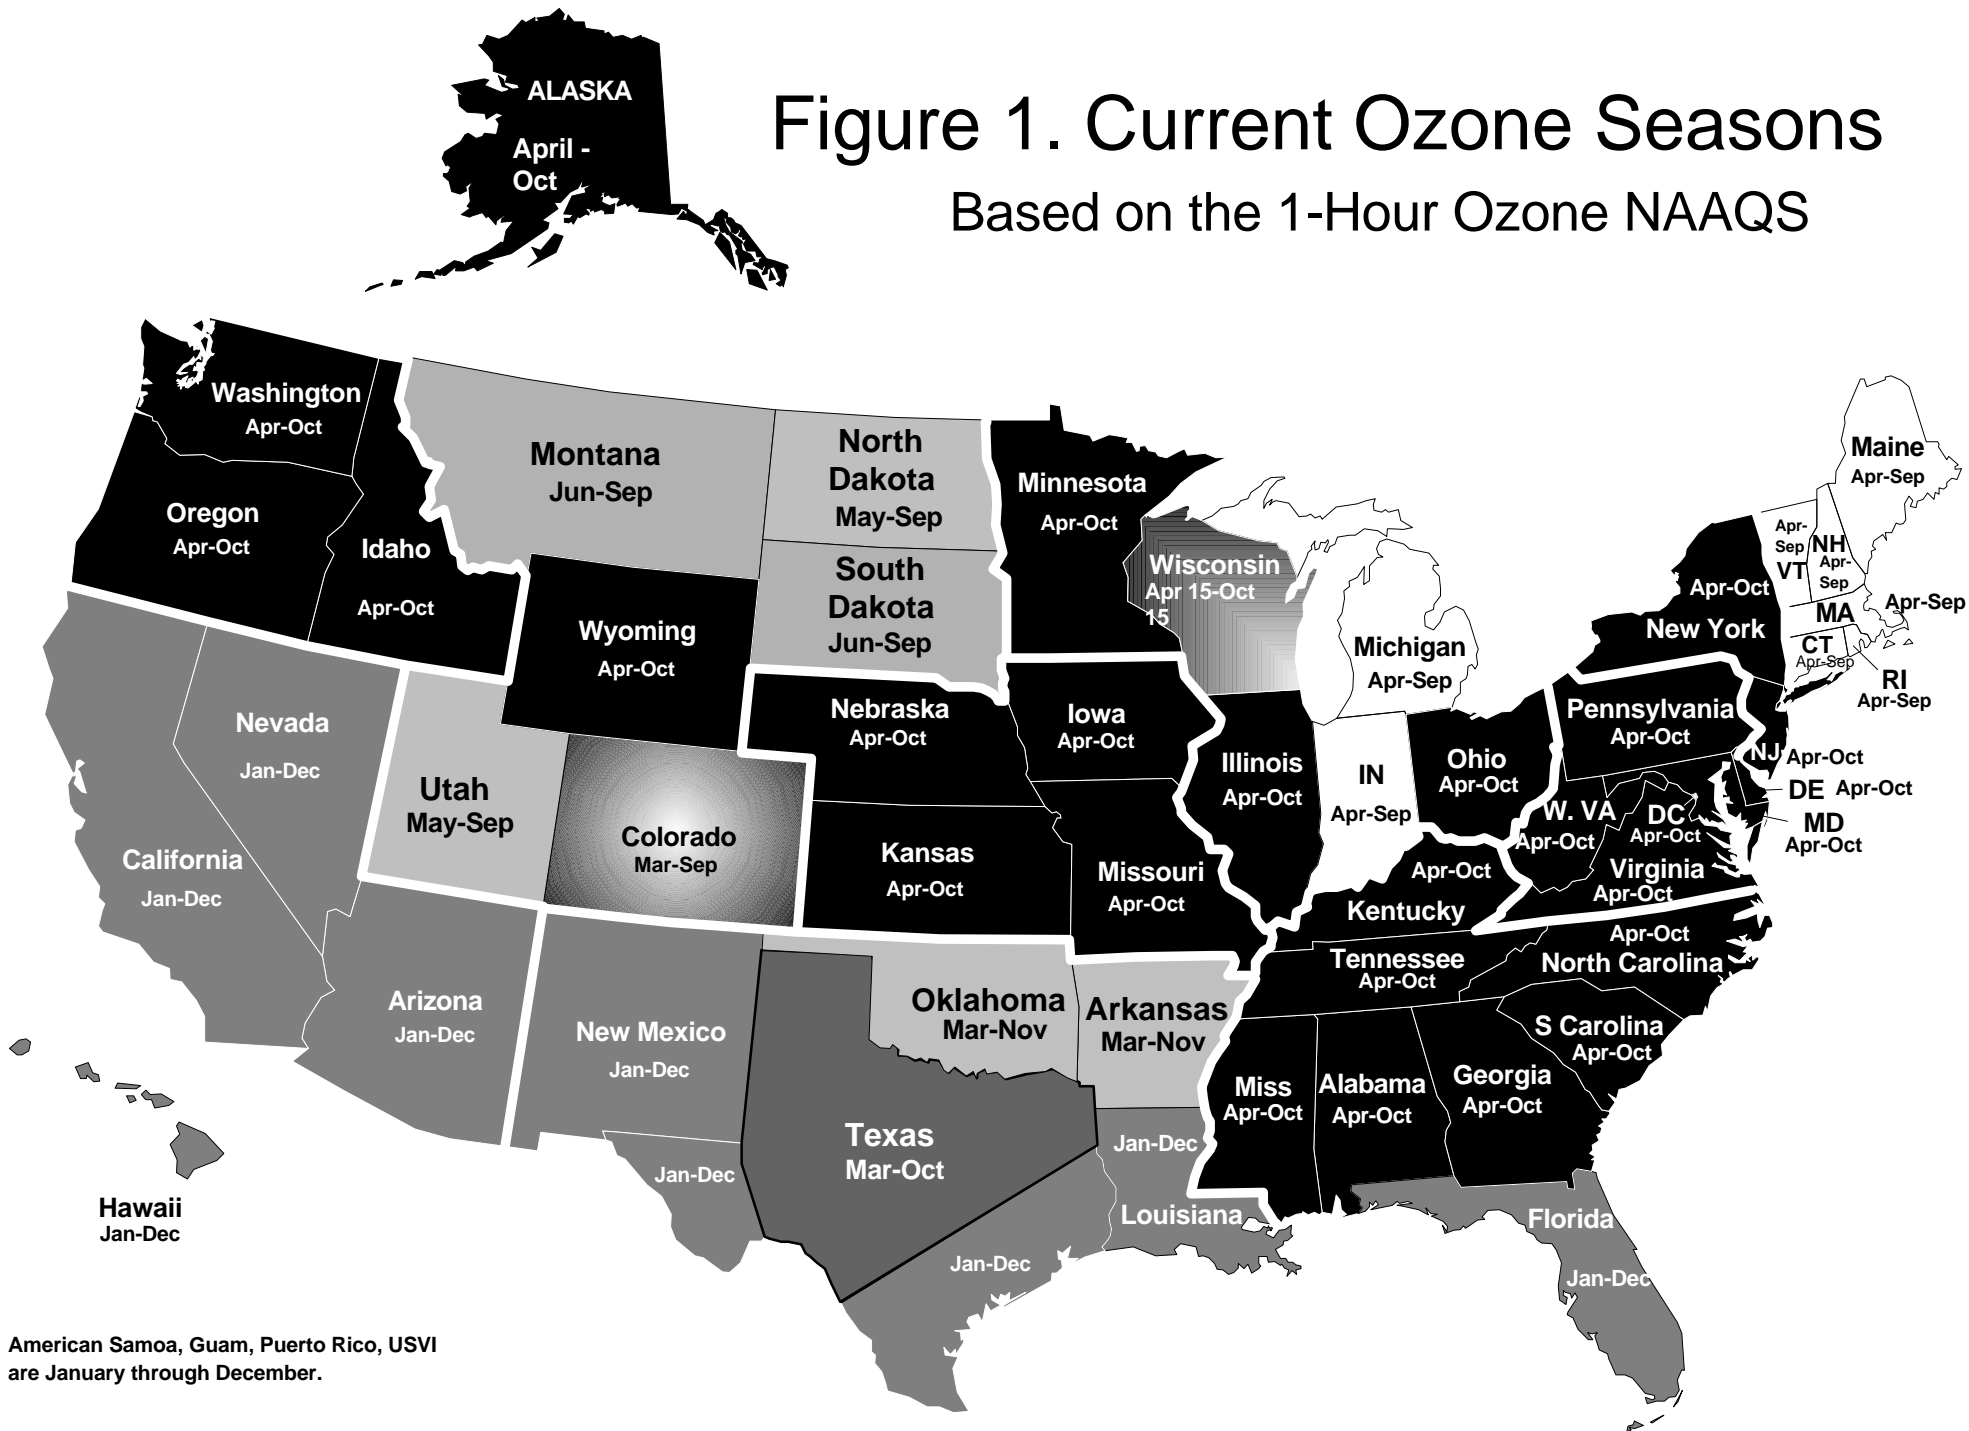 Figure 1. Current Ozone Seasons
Based on the 1-Hour Ozone NAAQS
ALASKA
April -
Oct
Washington
Apr-Oct
Oregon
Apr-Oct
Idaho
Apr-Oct
Montana
Jun-Sep
North
Dakota
May-Sep
South
Dakota
Jun-Sep
Wyoming
Apr-Oct
Minnesota
Apr-Oct
Wisconsin
Apr 15-Oct
15
Michigan
Apr-Sep
Maine
Apr-Sep
Apr-
Sep
VT
NH
Apr-
Sep
MA
Apr-Sep
CT
Apr-Sep
RI
Apr-Sep
Apr-Oct
New York
Pennsylvania
Apr-Oct
NJ
Apr-Oct
DE
Apr-Oct
MD
Apr-Oct
DC
Apr-Oct
W. VA
Apr-Oct
Virginia
Apr-Oct
Ohio
Apr-Oct
IN
Apr-Sep
Illinois
Apr-Oct
Iowa
Apr-Oct
Nebraska
Apr-Oct
Kansas
Apr-Oct
Missouri
Apr-Oct
Apr-Oct
Kentucky
Tennessee
Apr-Oct
Apr-Oct
North Carolina
S Carolina
Apr-Oct
Georgia
Apr-Oct
Alabama
Apr-Oct
Miss
Apr-Oct
Nevada
Jan-Dec
California
Jan-Dec
Utah
May-Sep
Colorado
Mar-Sep
Arizona
Jan-Dec
New Mexico
Jan-Dec
Oklahoma
Mar-Nov
Arkansas
Mar-Nov
Texas
Mar-Oct
Jan-Dec
Jan-Dec
Jan-Dec
Louisiana
Florida
Jan-Dec
Hawaii
Jan-Dec
American Samoa, Guam, Puerto Rico, USVI
are January through December.